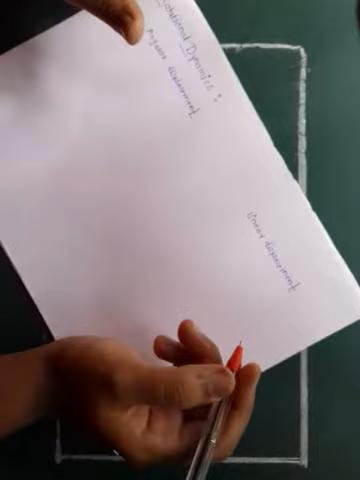 Rotational Dynamics :
Angular displacement
linear displacement